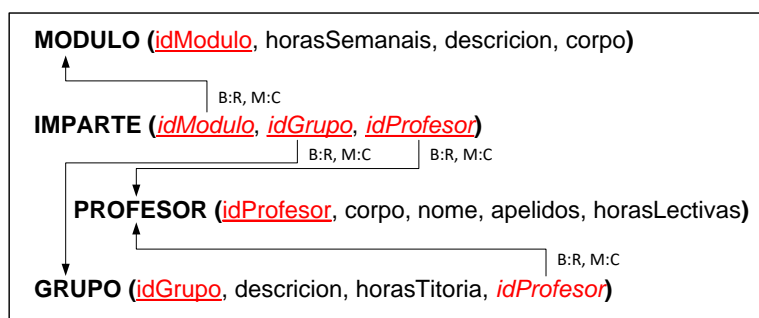 MODULO (idModulo, horasSemanais, descricion, corpo)
B:R, M:C
IMPARTE (idModulo, idGrupo, idProfesor)
B:R, M:C B:R, M:C
PROFESOR (idProfesor, corpo, nome, apelidos, horasLectivas)
B:R, M:C
GRUPO (idGrupo, descricion, horasTitoria, idProfesor)